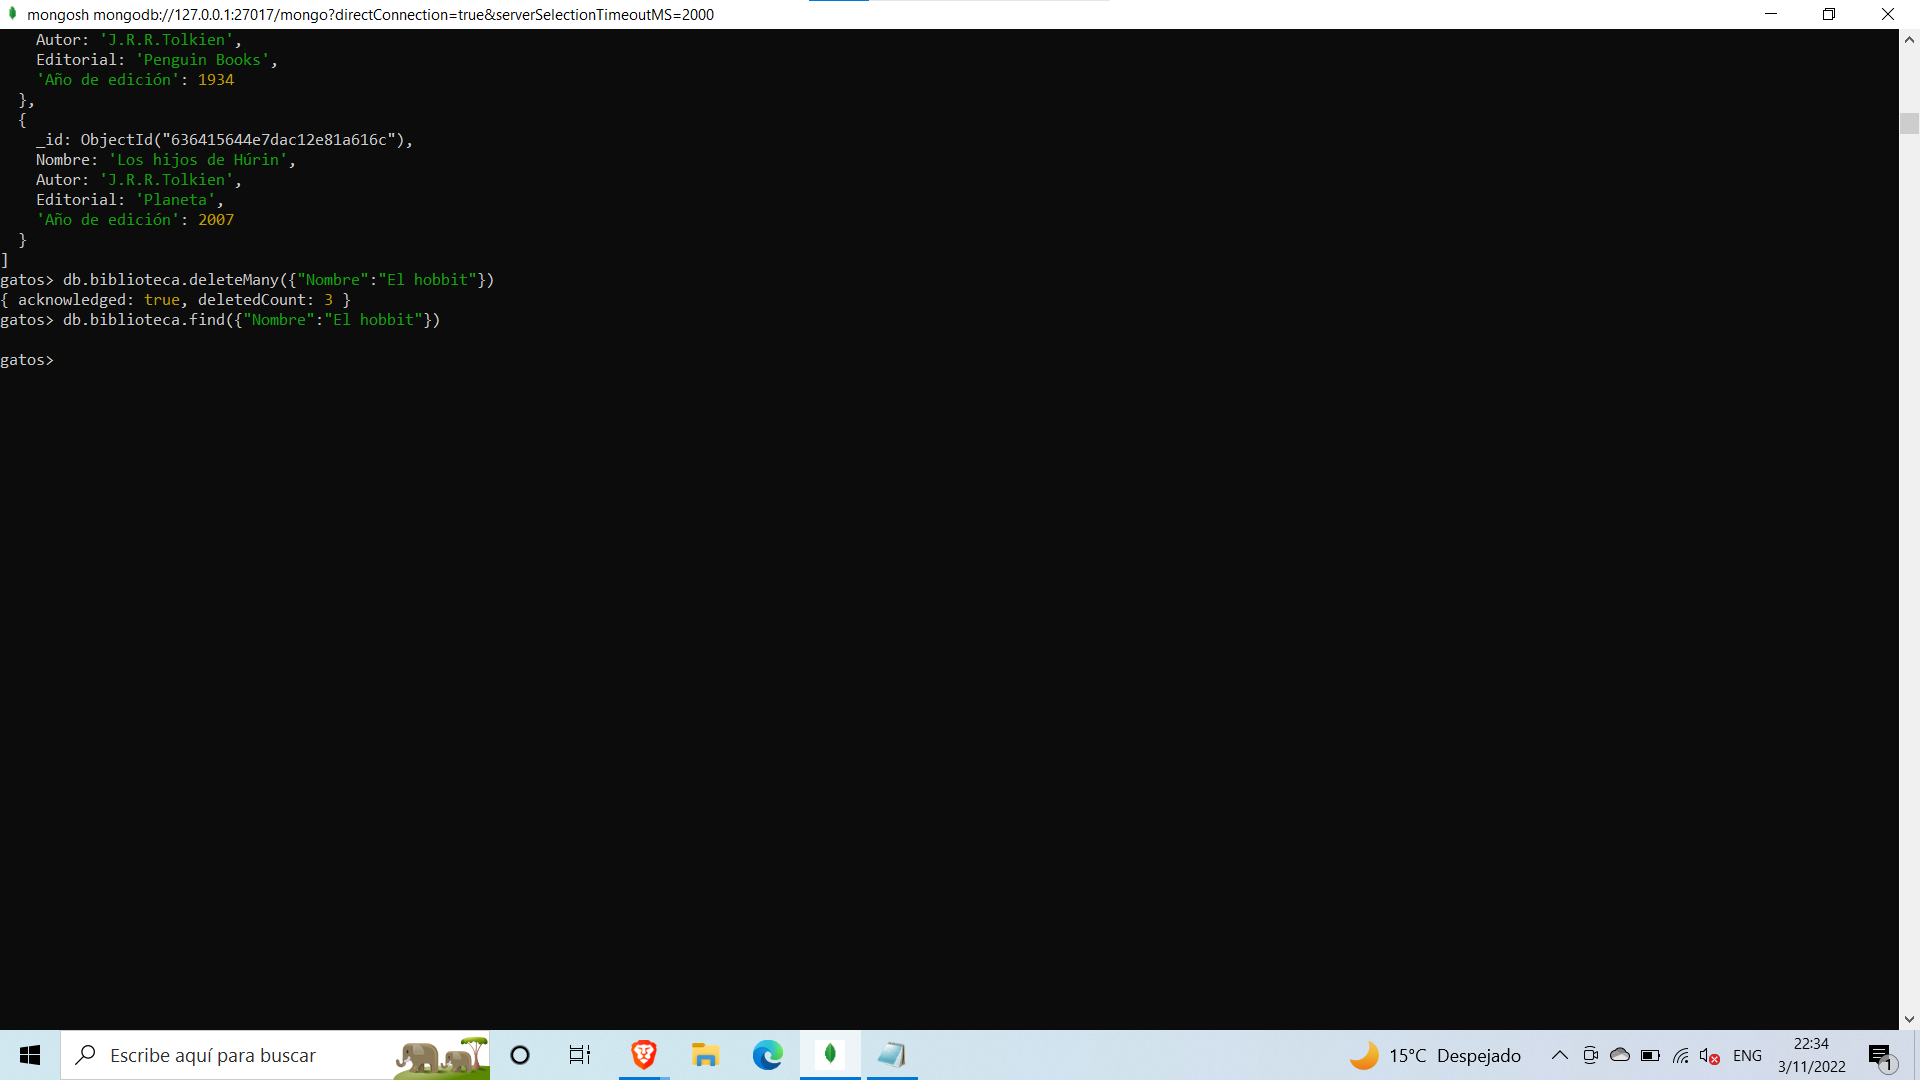 mongosh mongodb://127.0.0.1:27017/mongo?directConnection=true&serverSelectionTimeoutMS=2000
    Autor: 'J.R.R.Tolkien',
    Editorial: 'Penguin Books',
    'Año de edición': 1934
  },
  {
    _id: ObjectId("636415644e7dac12e81a616c"),
    Nombre: 'Los hijos de Húrin',
    Autor: 'J.R.R.Tolkien',
    Editorial: 'Planeta',
    'Año de edición': 2007
  }
]
gatos> db.biblioteca.deleteMany({"Nombre":"El hobbit"})
{ acknowledged: true, deletedCount: 3 }
gatos> db.biblioteca.find({"Nombre":"El hobbit"})
gatos>
Escribe aquí para buscar
15°C Despejado
ENG
22:34
3/11/2022
1